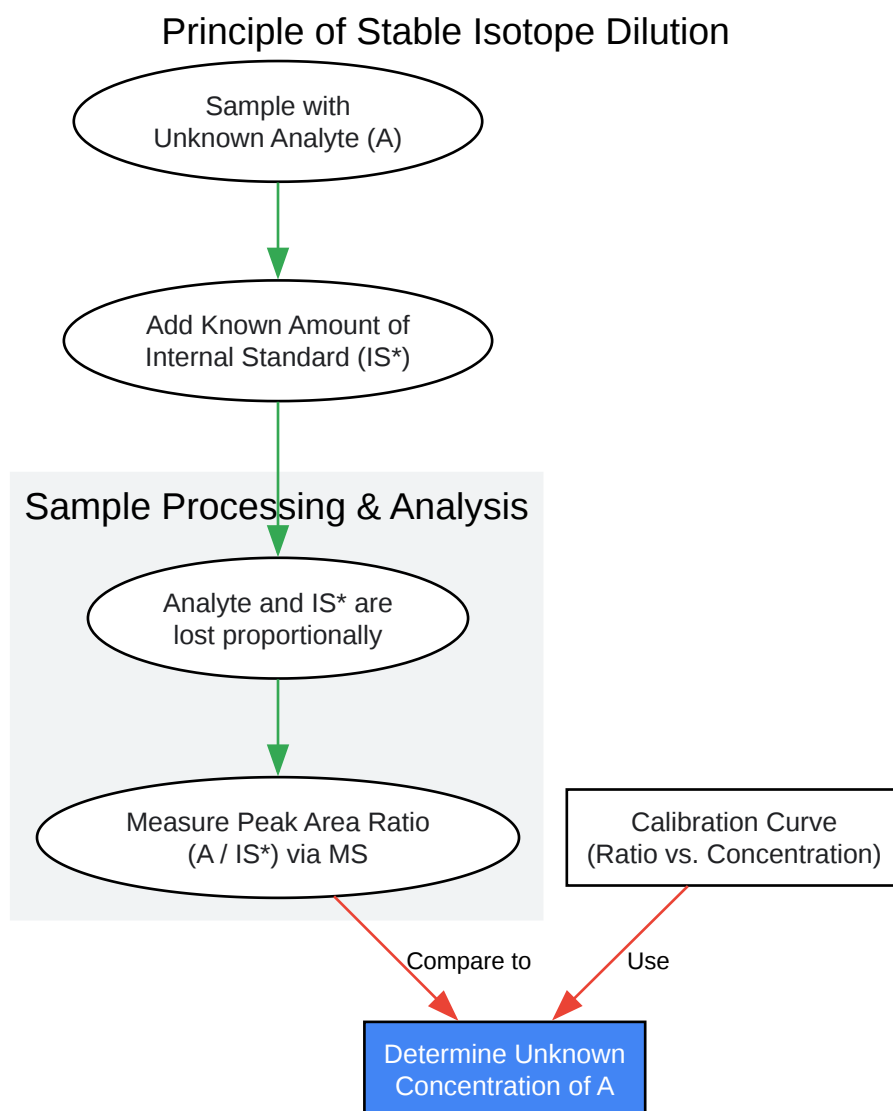 Principle of Stable Isotope Dilution
Sample with
Unknown Analyte (A)
Add Known Amount of
Internal Standard (IS*)
Sample Processing & Analysis
Analyte and IS* are
lost proportionally
Measure Peak Area Ratio
(A / IS*) via MS
Calibration Curve
(Ratio vs. Concentration)
Compare to
Use
Determine Unknown
Concentration of A